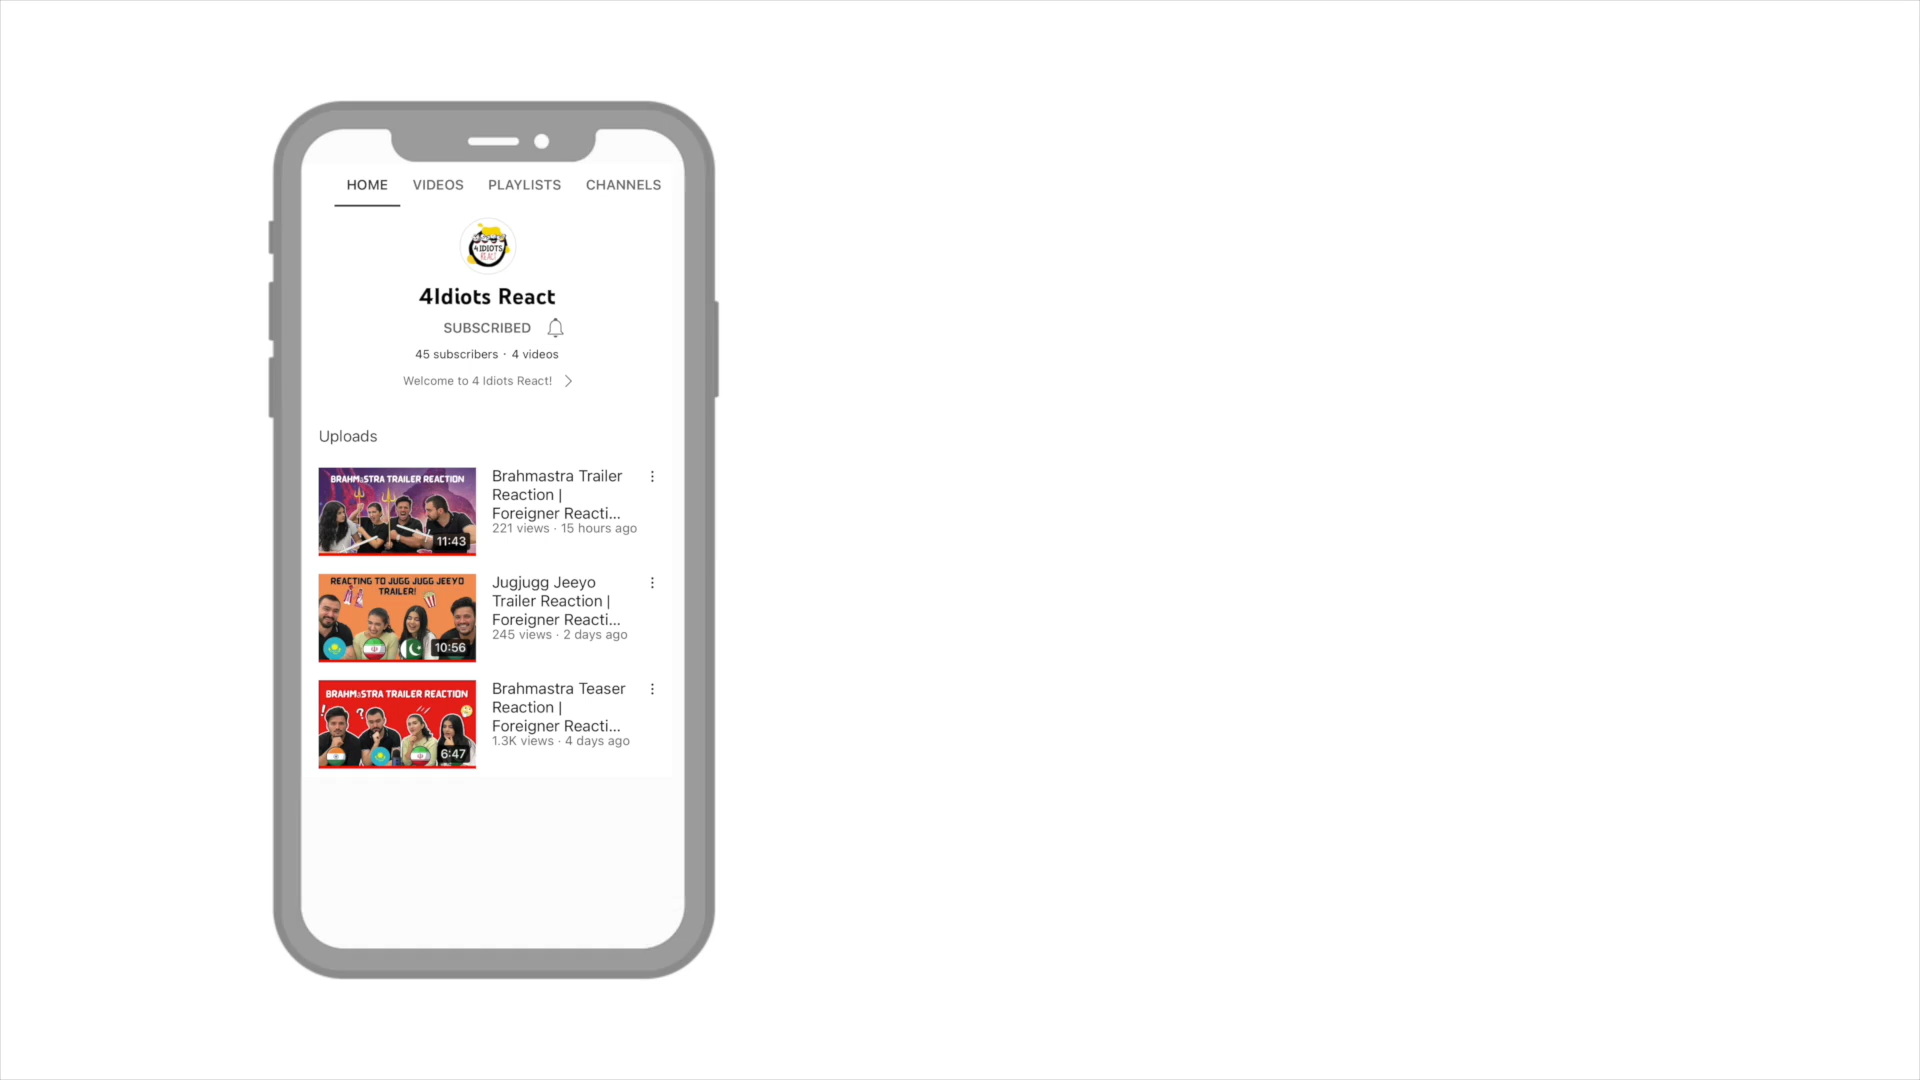 HOME VIDEOS PLAYLISTS CHANNELS
4 IDIOTS
REACT
4Idiots React
SUBSCRIBED
45 subscribers · 4 videos
Welcome to 4 Idiots React!
Uploads
BRAHMASTRA TRAILER REACTION
11:43
Brahmastra Trailer
Reaction |
Foreigner Reacti...
221 views · 15 hours ago
REACTING TO JUGG JUGG JEEYO
TRAILER!
10:56
Jugjugg Jeeyo
Trailer Reaction |
Foreigner Reacti...
245 views · 2 days ago
BRAHMASTRA TRAILER REACTION
! ?
6:47
Brahmastra Teaser
Reaction |
Foreigner Reacti...
1.3K views · 4 days ago